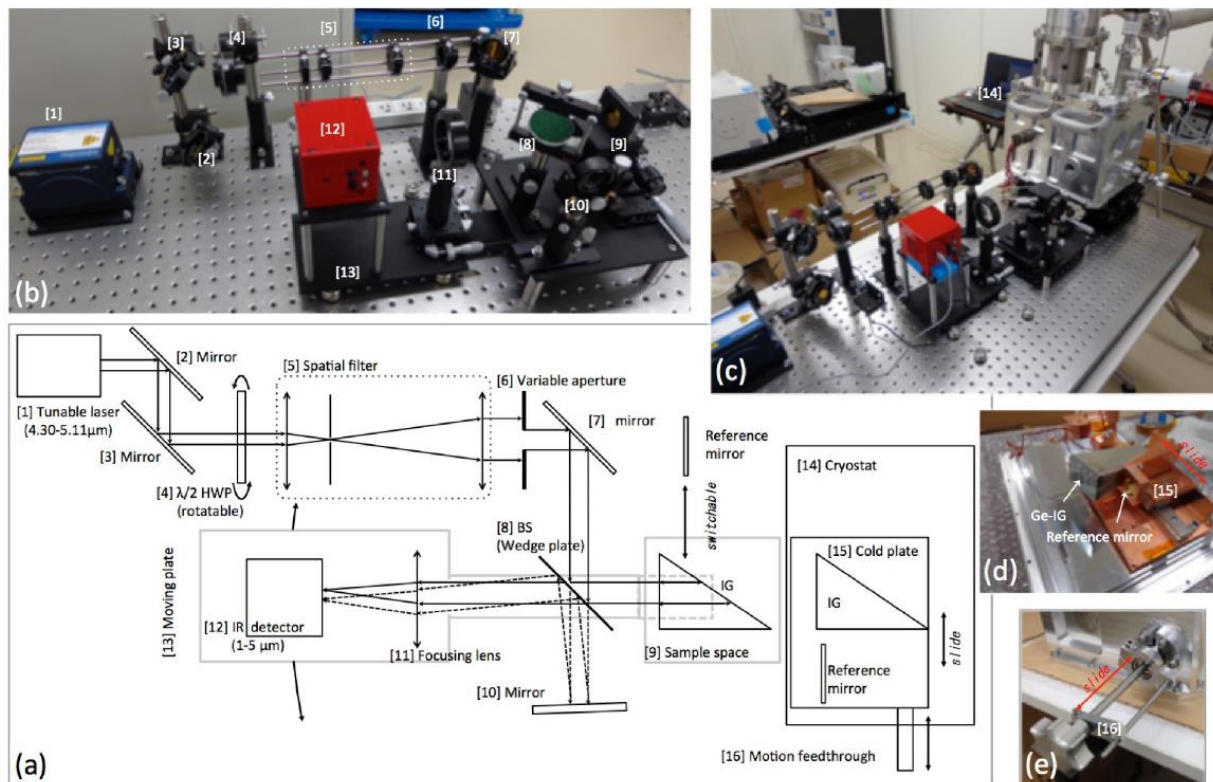 [1]
[2]
[3]
[4]
[5]
[6]
[7]
[8]
[9]
[10]
[11]
[12]
[13]
(b)
[14]
(c)
[1] Tunable laser
(4.30-5.11µm)
[2] Mirror
[3] Mirror
[4] λ/2 HWP
(rotatable)
[5] Spatial filter
[6] Variable aperture
[7] mirror
Reference
mirror
switchable
[8] BS
(Wedge plate)
IG
[9] Sample space
[10] Mirror
[11] Focusing lens
[12] IR detector
(1-5 µm)
[13] Moving plate
[14] Cryostat
[15] Cold plate
IG
Reference
mirror
slide
[16] Motion feedthrough
(a)
slide
[15]
Ge-IG
Reference mirror
(d)
slide
[16]
(e)